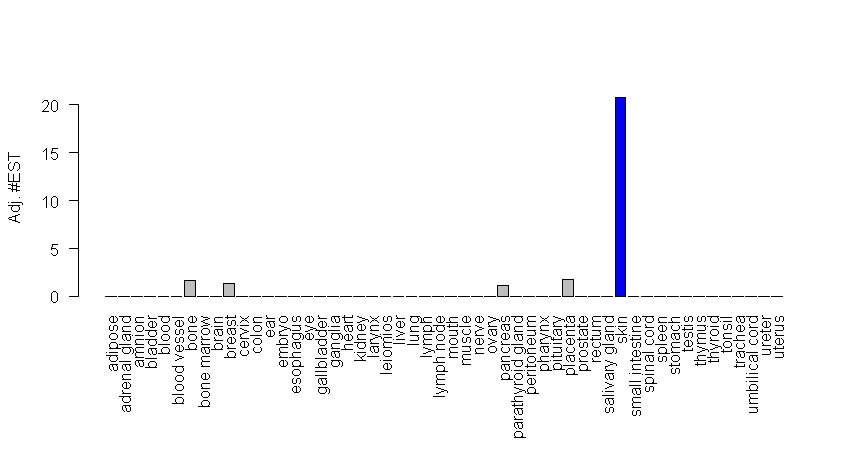 Adj. #EST
20
15
10
5
0
adipose
adrenal gland
amnion
bladder
blood
blood vessel
bone
bone marrow
brain
breast
cervix
colon
ear
embryo
esophagus
eye
gallbladder
ganglia
heart
kidney
larynx
leiomios
liver
lung
lymph
lymph node
mouth
muscle
nerve
ovary
pancreas
parathyroid gland
peritoneum
pharynx
pituitary
placenta
prostate
rectum
salivary gland
skin
small intestine
spinal cord
spleen
stomach
testis
thymus
thyroid
tonsil
trachea
umbilical cord
ureter
uterus